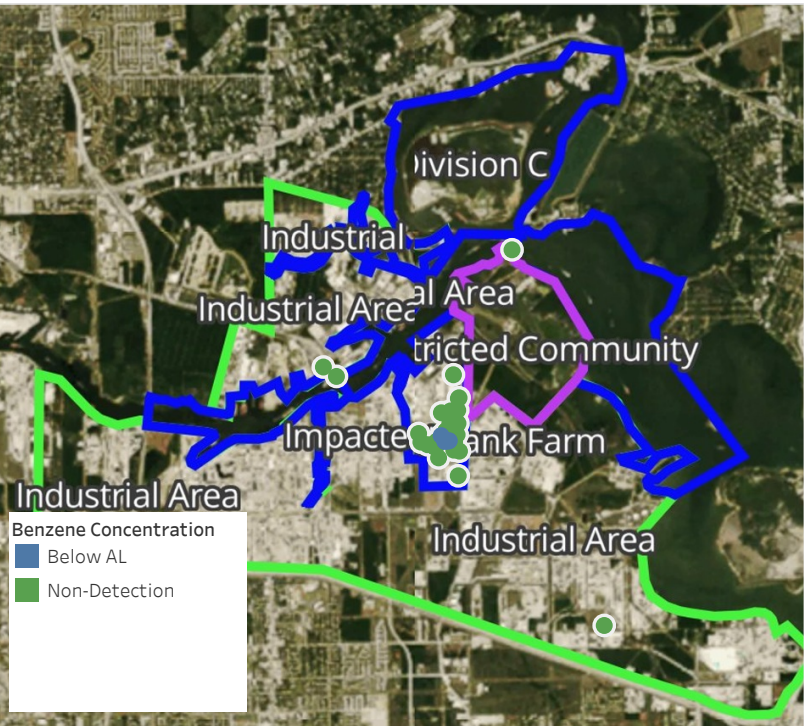 Division C
Industrial
al Area
Industrial Area
tricted Community
Impacte
ank Farm
Industrial Area
Industrial Area
Benzene Concentration
Below AL
Non-Detection